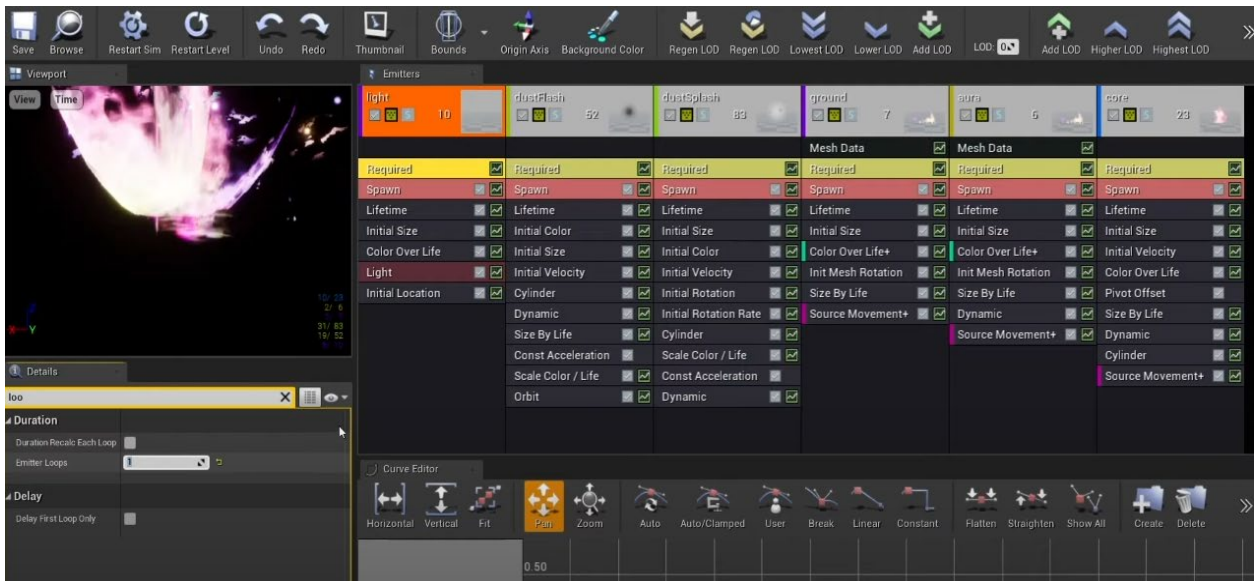 Save Browse Restart Sim Restart Level Undo Redo Thumbnail Bounds Origin Axis Background Color Regen LOD Regen LOD Lowest LOD Lower LOD Add LOD LOD: 0 Add LOD Higher LOD Highest LOD
Viewport
View Time
10/ 23
2/ 6
31/ 83
19/ 52
X Y
Details
loo
Duration
Duration Recalc Each Loop
Emitter Loops 1
Delay
Delay First Loop Only
Emitters
light
10
Required
Spawn
Lifetime
Initial Size
Color Over Life
Light
Initial Location
dustFlash
52
Required
Spawn
Lifetime
Initial Color
Initial Size
Initial Velocity
Cylinder
Dynamic
Size By Life
Const Acceleration
Scale Color / Life
Orbit
dustSplash
83
Required
Spawn
Lifetime
Initial Size
Initial Color
Initial Velocity
Initial Rotation
Initial Rotation Rate
Cylinder
Scale Color / Life
Const Acceleration
Dynamic
ground
7
Mesh Data
Required
Spawn
Lifetime
Initial Size
Color Over Life+
Init Mesh Rotation
Size By Life
Source Movement+
aura
6
Mesh Data
Required
Spawn
Lifetime
Initial Size
Color Over Life+
Init Mesh Rotation
Size By Life
Dynamic
Source Movement+
core
23
Required
Spawn
Lifetime
Initial Size
Initial Velocity
Color Over Life
Pivot Offset
Size By Life
Dynamic
Cylinder
Source Movement+
Curve Editor
Horizontal Vertical Fit Pan Zoom Auto Auto/Clamped User Break Linear Constant Flatten Straighten Show All Create Delete
0.50